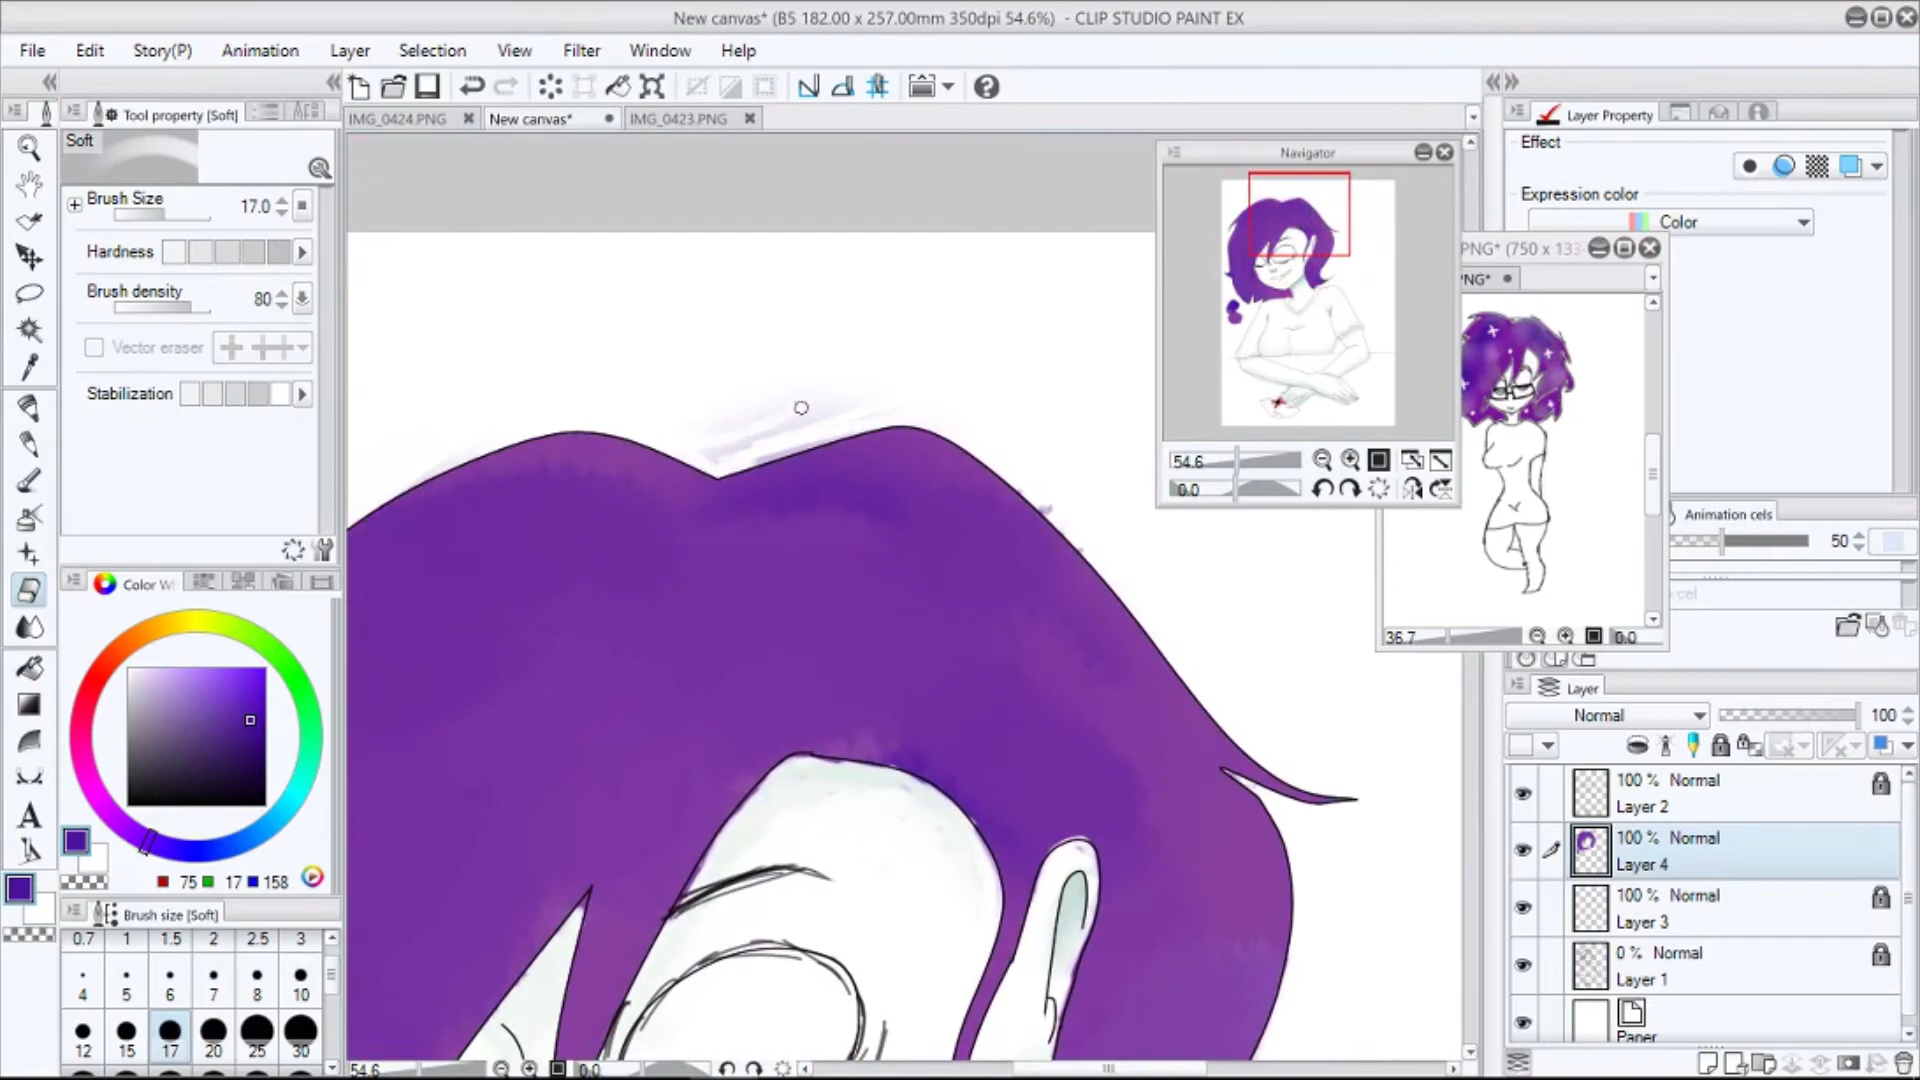 New canvas* (B5 182.00 x 257.00mm 350dpi 54.6%) - CLIP STUDIO PAINT EX
File Edit Story(P) Animation Layer Selection View Filter Window Help
Tool property [Soft]
IMG_0424.PNG New canvas* IMG_0423.PNG
Soft
Brush Size 17.0
Hardness
Brush density 80
Vector eraser
Stabilization
Navigator
54.6
0.0
Layer Property
Effect
Expression color
Color
PNG* (750 x 133
PNG*
36.7 0.0
Animation cels
50
cel
Color W
75 17 158
Brush size [Soft]
0.7 1 1.5 2 2.5 3
4 5 6 7 8 10
12 15 17 20 25 30
54.6 0.0
Layer
Normal 100
100 % Normal
Layer 2
100 % Normal
Layer 4
100 % Normal
Layer 3
0 % Normal
Layer 1
Paper